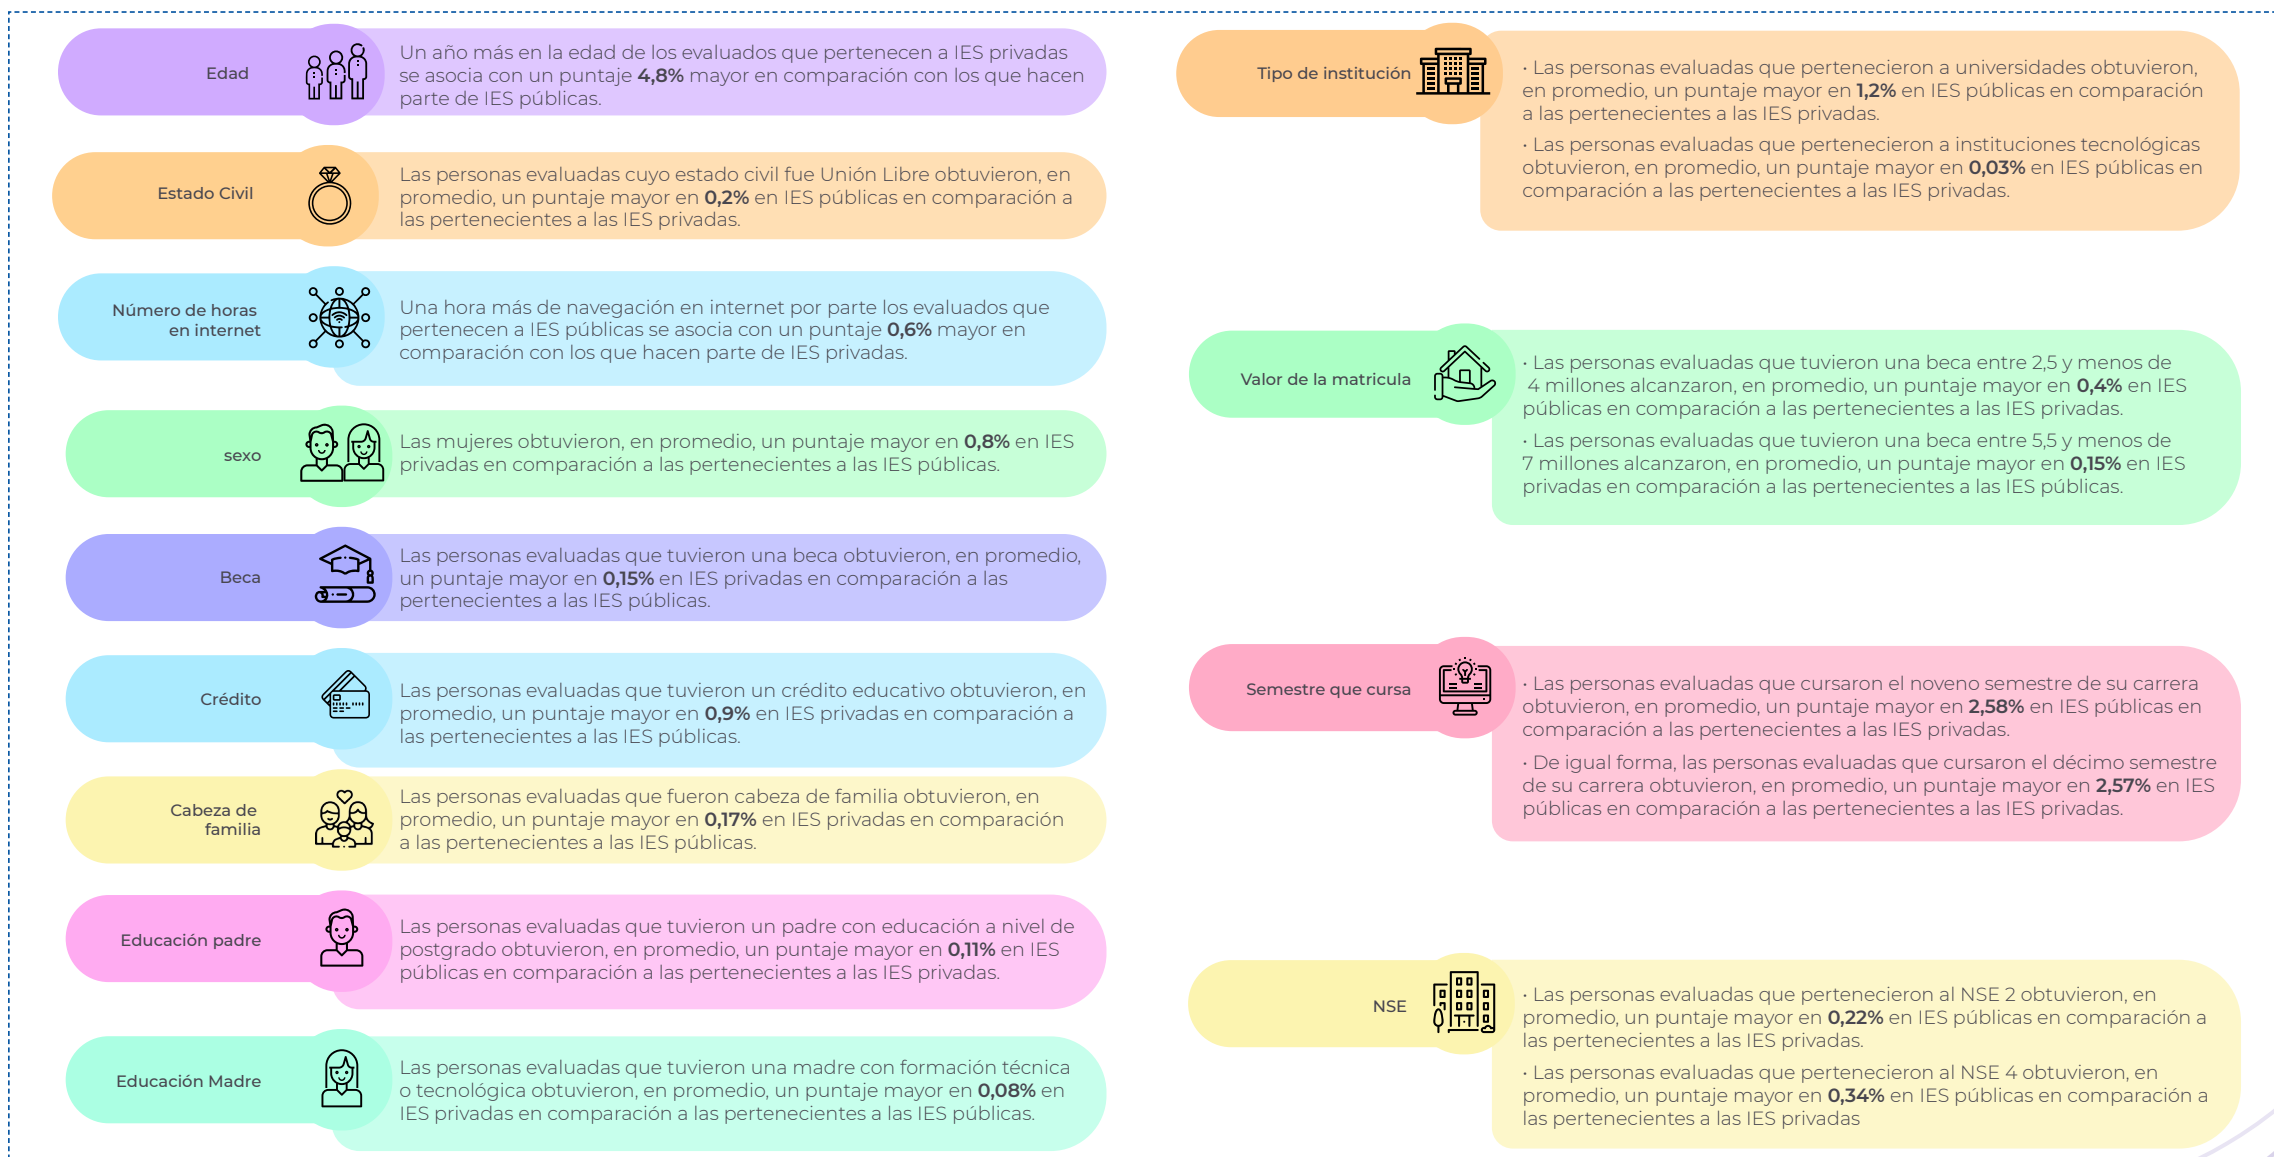 Edad
Un año más en la edad de los evaluados que pertenecen a IES privadas
se asocia con un puntaje 4,8% mayor en comparación con los que hacen
parte de IES públicas.
Estado Civil
Las personas evaluadas cuyo estado civil fue Unión Libre obtuvieron, en
promedio, un puntaje mayor en 0,2% en IES públicas en comparación a
las pertenecientes a las IES privadas.
Número de horas
en internet
Una hora más de navegación en internet por parte los evaluados que
pertenecen a IES públicas se asocia con un puntaje 0,6% mayor en
comparación con los que hacen parte de IES privadas.
sexo
Las mujeres obtuvieron, en promedio, un puntaje mayor en 0,8% en IES
privadas en comparación a las pertenecientes a las IES públicas.
Beca
Las personas evaluadas que tuvieron una beca obtuvieron, en promedio,
un puntaje mayor en 0,15% en IES privadas en comparación a las
pertenecientes a las IES públicas.
Crédito
Las personas evaluadas que tuvieron un crédito educativo obtuvieron, en
promedio, un puntaje mayor en 0,9% en IES privadas en comparación a
las pertenecientes a las IES públicas.
Cabeza de
familia
Las personas evaluadas que fueron cabeza de familia obtuvieron, en
promedio, un puntaje mayor en 0,17% en IES privadas en comparación
a las pertenecientes a las IES públicas.
Educación padre
Las personas evaluadas que tuvieron un padre con educación a nivel de
postgrado obtuvieron, en promedio, un puntaje mayor en 0,11% en IES
públicas en comparación a las pertenecientes a las IES privadas.
Educación Madre
Las personas evaluadas que tuvieron una madre con formación técnica
o tecnológica obtuvieron, en promedio, un puntaje mayor en 0,08% en
IES privadas en comparación a las pertenecientes a las IES públicas.
Tipo de institución
· Las personas evaluadas que pertenecieron a universidades obtuvieron,
en promedio, un puntaje mayor en 1,2% en IES públicas en comparación
a las pertenecientes a las IES privadas.
· Las personas evaluadas que pertenecieron a instituciones tecnológicas
obtuvieron, en promedio, un puntaje mayor en 0,03% en IES públicas en
comparación a las pertenecientes a las IES privadas.
Valor de la matricula
· Las personas evaluadas que tuvieron una beca entre 2,5 y menos de
4 millones alcanzaron, en promedio, un puntaje mayor en 0,4% en IES
públicas en comparación a las pertenecientes a las IES privadas.
· Las personas evaluadas que tuvieron una beca entre 5,5 y menos de
7 millones alcanzaron, en promedio, un puntaje mayor en 0,15% en IES
privadas en comparación a las pertenecientes a las IES públicas.
Semestre que cursa
· Las personas evaluadas que cursaron el noveno semestre de su carrera
obtuvieron, en promedio, un puntaje mayor en 2,58% en IES públicas en
comparación a las pertenecientes a las IES privadas.
· De igual forma, las personas evaluadas que cursaron el décimo semestre
de su carrera obtuvieron, en promedio, un puntaje mayor en 2,57% en IES
públicas en comparación a las pertenecientes a las IES privadas.
NSE
· Las personas evaluadas que pertenecieron al NSE 2 obtuvieron, en
promedio, un puntaje mayor en 0,22% en IES públicas en comparación a
las pertenecientes a las IES privadas.
· Las personas evaluadas que pertenecieron al NSE 4 obtuvieron, en
promedio, un puntaje mayor en 0,34% en IES públicas en comparación a
las pertenecientes a las IES privadas